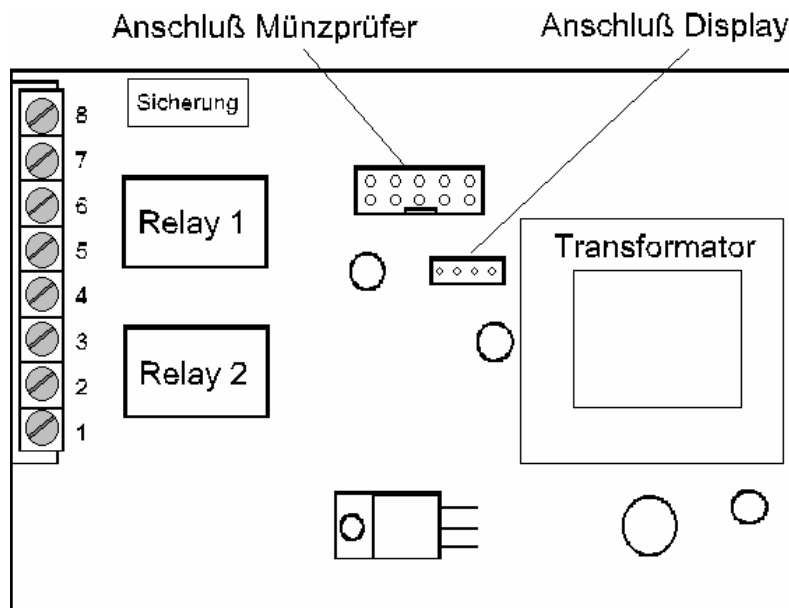 Anschluß Münzprüfer
Anschluß Display
Sicherung
8
7
6
5
4
3
2
1
Relay 1
Relay 2
Transformator